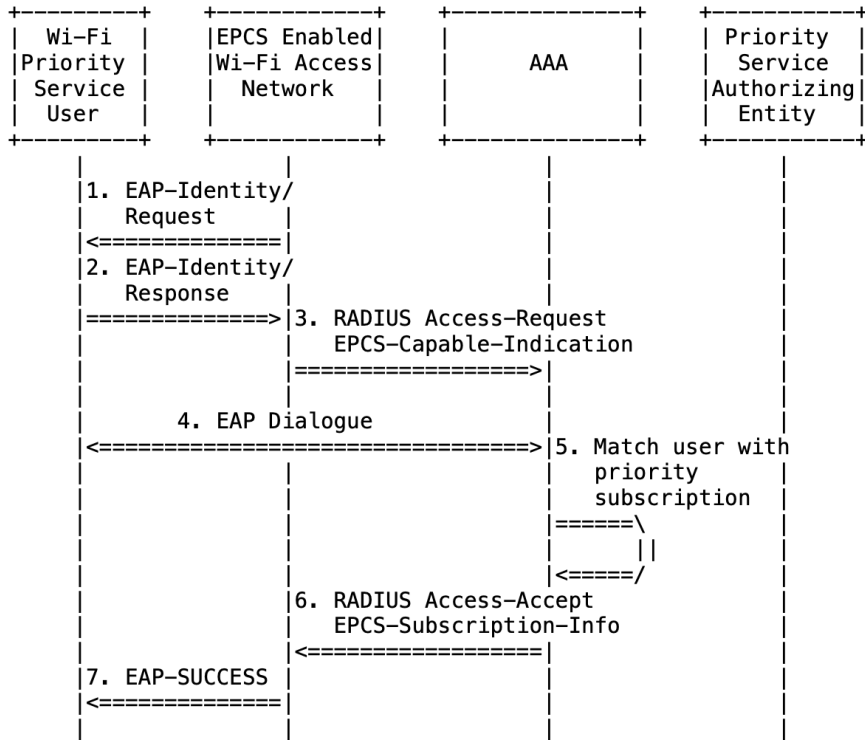 Wi-Fi
Priority
Service
User
EPCS Enabled
Wi-Fi Access
Network
AAA
Priority
Service
Authorizing
Entity
1. EAP-Identity/
Request
2. EAP-Identity/
Response
3. RADIUS Access-Request
EPCS-Capable-Indication
4. EAP Dialogue
5. Match user with
priority
subscription
6. RADIUS Access-Accept
EPCS-Subscription-Info
7. EAP-SUCCESS